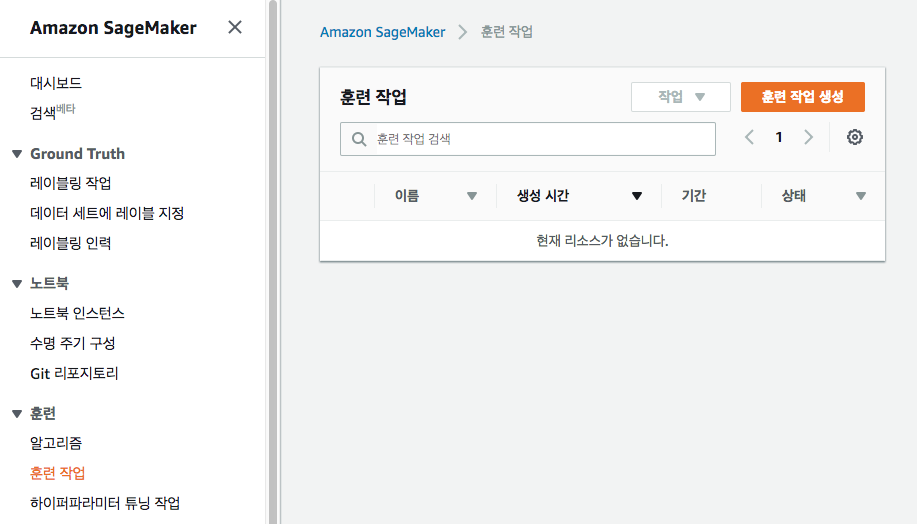 Amazon SageMaker
대시보드
검색베타
Ground Truth
레이블링 작업
데이터 세트에 레이블 지정
레이블링 인력
노트북
노트북 인스턴스
수명 주기 구성
Git 리포지토리
훈련
알고리즘
훈련 작업
하이퍼파라미터 튜닝 작업
Amazon SageMaker > 훈련 작업
훈련 작업 작업 훈련 작업 생성
훈련 작업 검색 1
이름 생성 시간 기간 상태
현재 리소스가 없습니다.